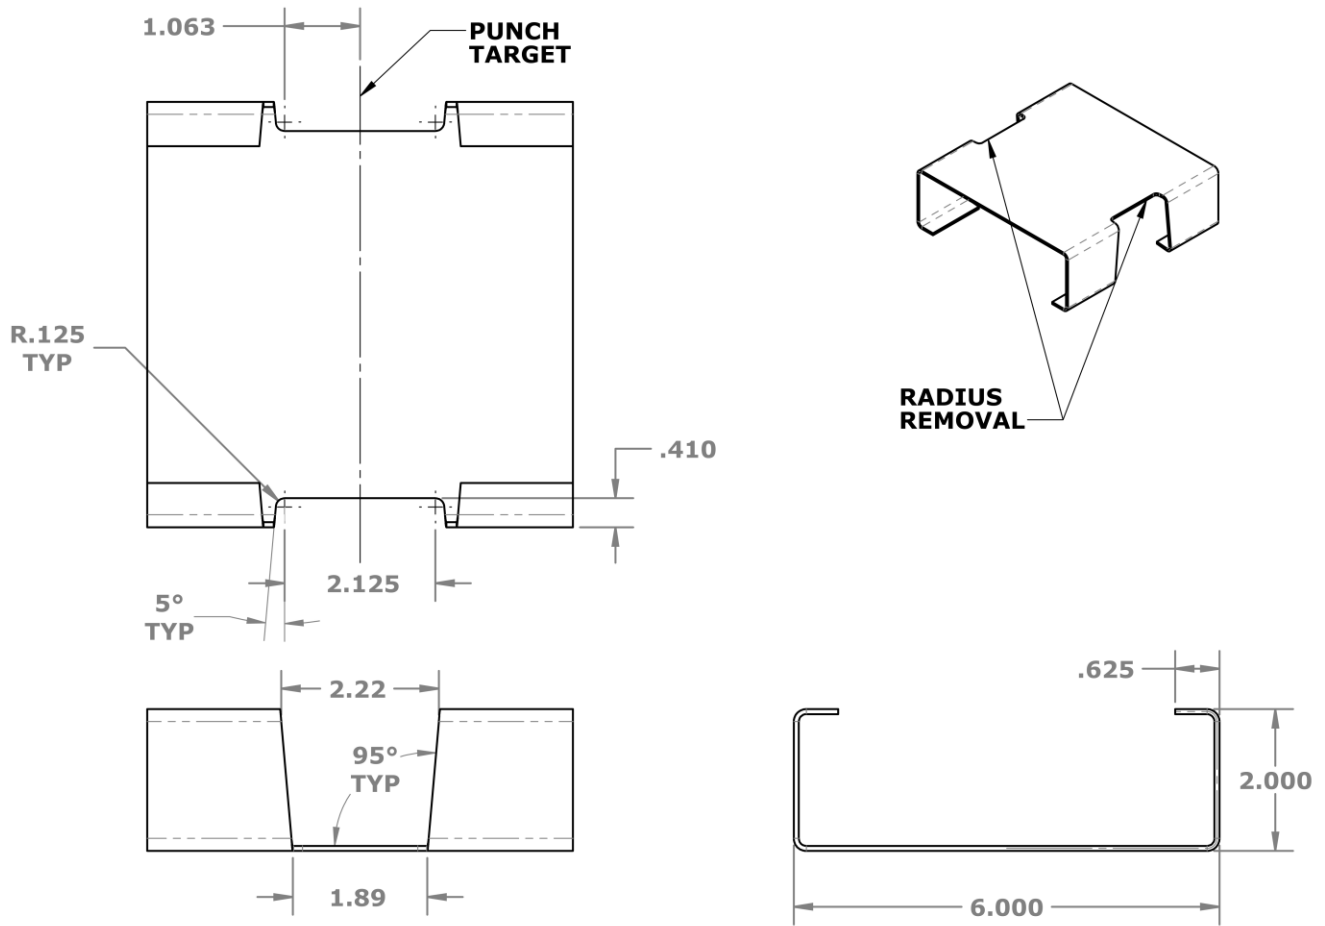 1.063
PUNCH
TARGET
R.125
TYP
RADIUS
REMOVAL
.410
2.125
5°
TYP
2.22
.625
95°
TYP
2.000
1.89
6.000